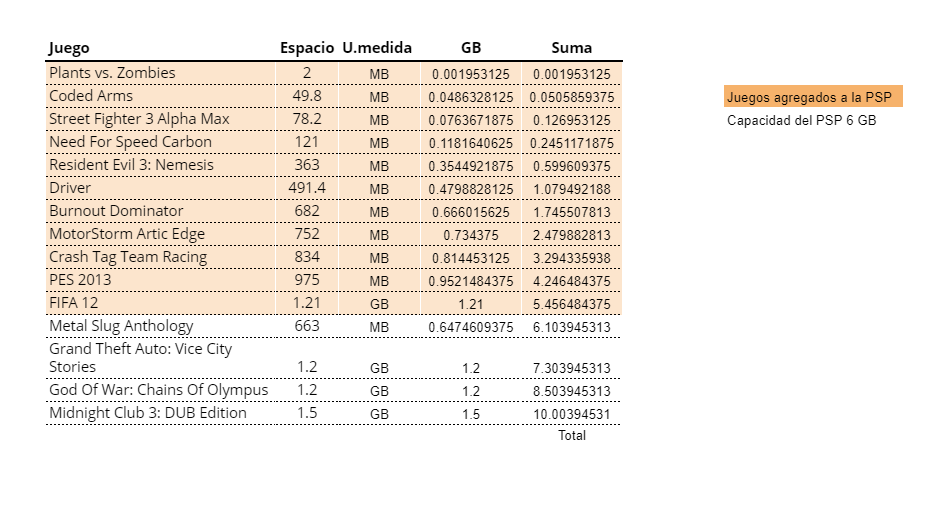 Juego Espacio U.medida GB Suma
Plants vs. Zombies 2 MB 0.001953125 0.001953125
Coded Arms 49.8 MB 0.0486328125 0.0505859375
Street Fighter 3 Alpha Max 78.2 MB 0.0763671875 0.126953125
Need For Speed Carbon 121 MB 0.1181640625 0.2451171875
Resident Evil 3: Nemesis 363 MB 0.3544921875 0.599609375
Driver 491.4 MB 0.4798828125 1.079492188
Burnout Dominator 682 MB 0.666015625 1.745507813
MotorStorm Artic Edge 752 MB 0.734375 2.479882813
Crash Tag Team Racing 834 MB 0.814453125 3.294335938
PES 2013 975 MB 0.9521484375 4.246484375
FIFA 12 1.21 GB 1.21 5.456484375
Metal Slug Anthology 663 MB 0.6474609375 6.103945313
Grand Theft Auto: Vice City
Stories 1.2 GB 1.2 7.303945313
God Of War: Chains Of Olympus 1.2 GB 1.2 8.503945313
Midnight Club 3: DUB Edition 1.5 GB 1.5 10.00394531
Total
Juegos agregados a la PSP
Capacidad del PSP 6 GB